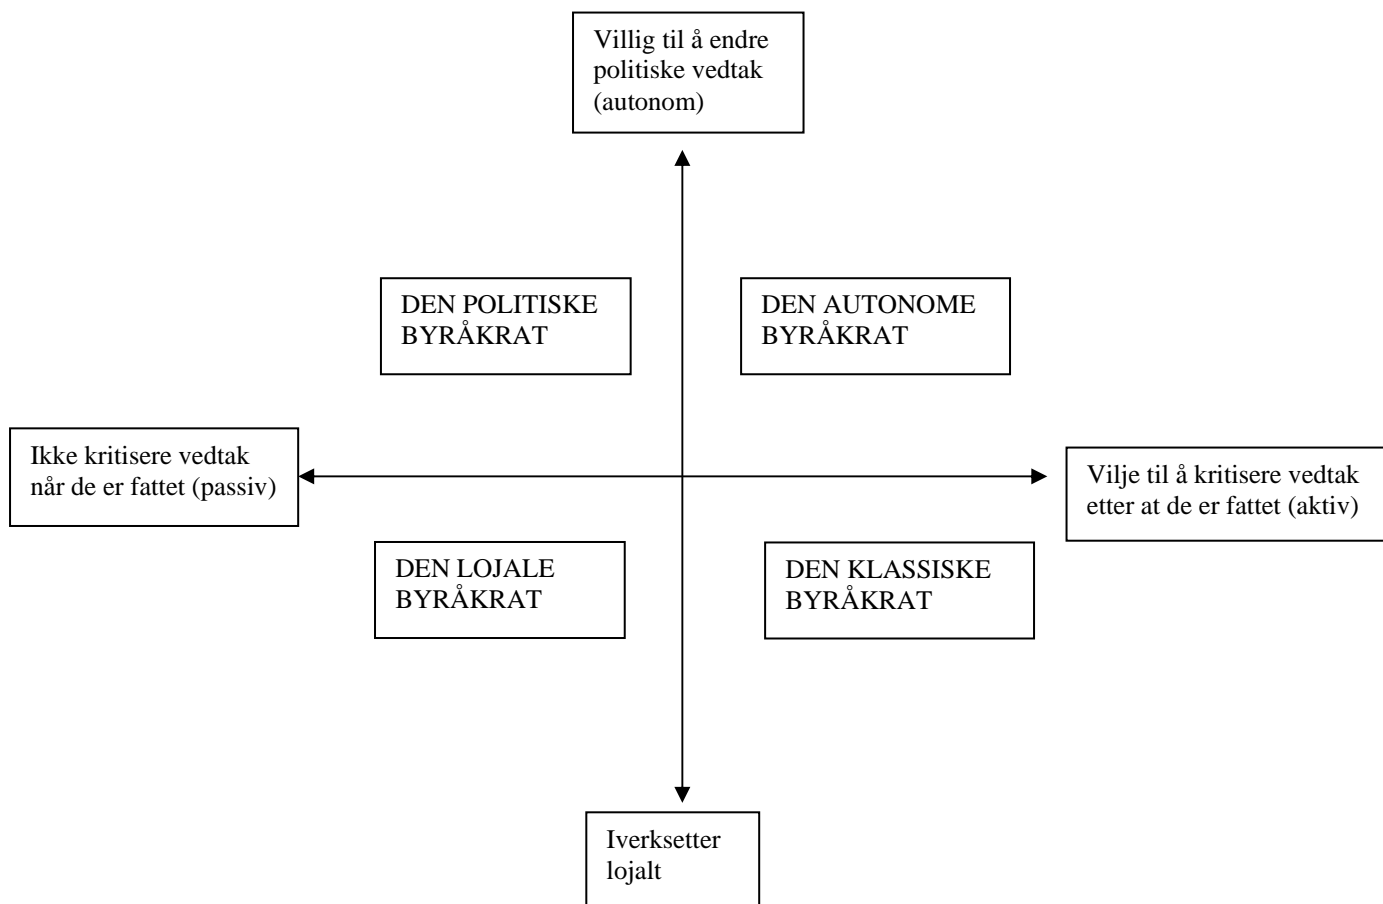 Villig til å endre
politiske vedtak
(autonom)
DEN POLITISKE
BYRÅKRAT
DEN AUTONOME
BYRÅKRAT
Ikke kritisere vedtak
når de er fattet (passiv)
Vilje til å kritisere vedtak
etter at de er fattet (aktiv)
DEN LOJALE
BYRÅKRAT
DEN KLASSISKE
BYRÅKRAT
Iverksetter
lojalt